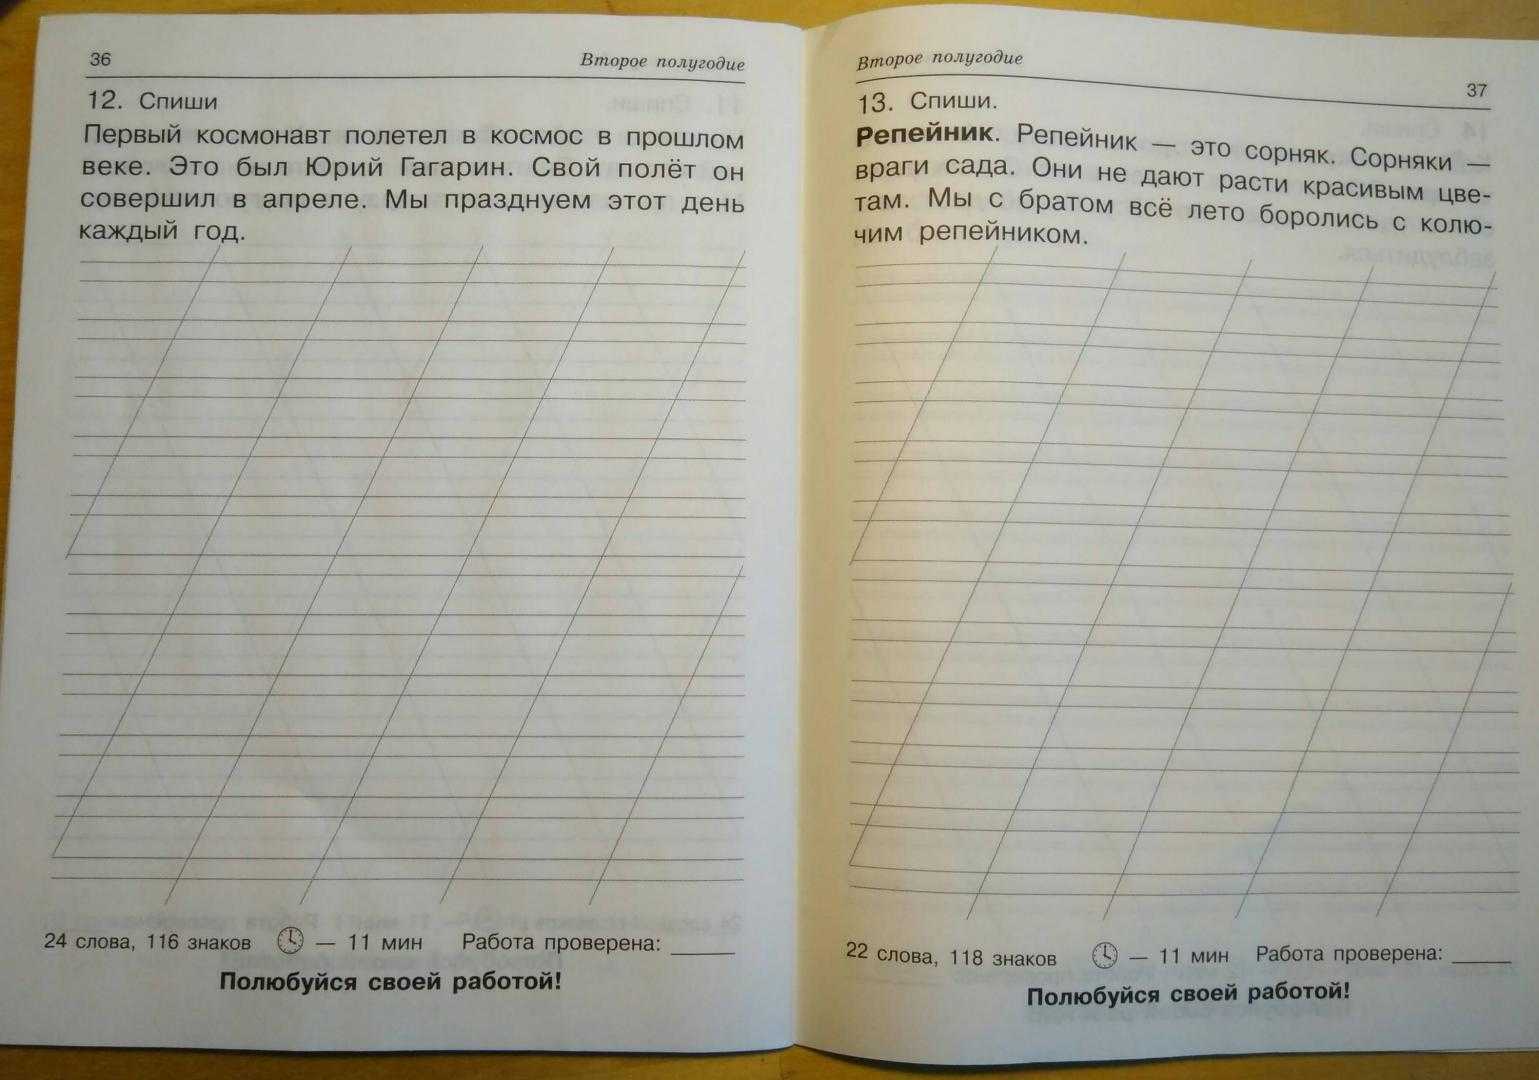 36 Второе полугодие
12. Спиши
Первый космонавт полетел в космос в прошлом
веке. Это был Юрий Гагарин. Свой полёт он
совершил в апреле. Мы празднуем этот день
каждый год.
24 слова, 116 знаков — 11 мин Работа проверена: _____
Полюбуйся своей работой!
Второе полугодие 37
13. Спиши.
Репейник. Репейник — это сорняк. Сорняки —
враги сада. Они не дают расти красивым цве-
там. Мы с братом всё лето боролись с колю-
чим репейником.
22 слова, 118 знаков — 11 мин Работа проверена: _____
Полюбуйся своей работой!